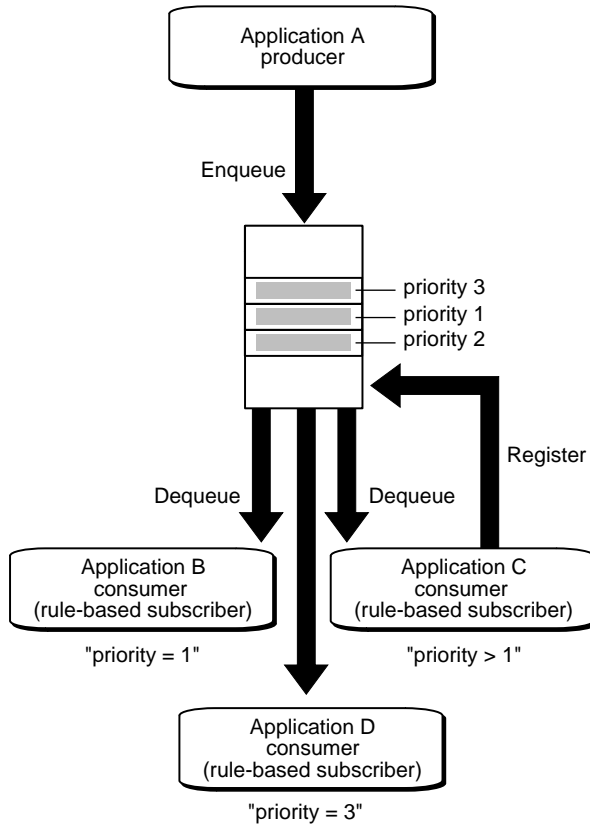 Application A
producer
Enqueue
priority 3
priority 1
priority 2
Register
Dequeue
Dequeue
Application B
consumer
(rule-based subscriber)
Application C
consumer
(rule-based subscriber)
"priority = 1"
"priority > 1"
Application D
consumer
(rule-based subscriber)
"priority = 3"